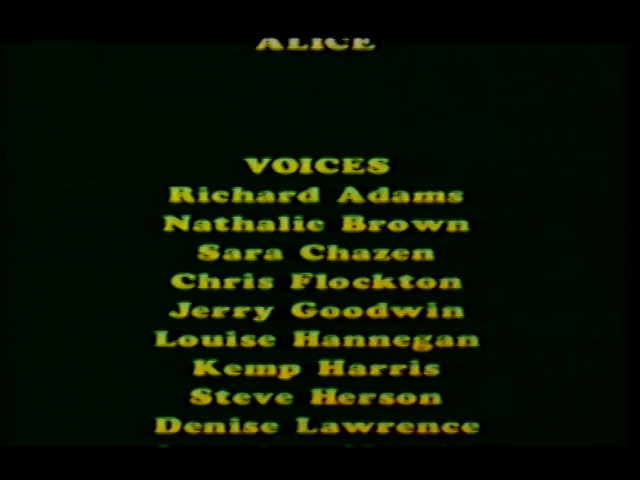 ALICE
VOICES
Richard Adams
Nathalie Brown
Sara Chazen
Chris Flockton
Jerry Goodwin
Louise Hannegan
Kemp Harris
Steve Herson
Denise Lawrence